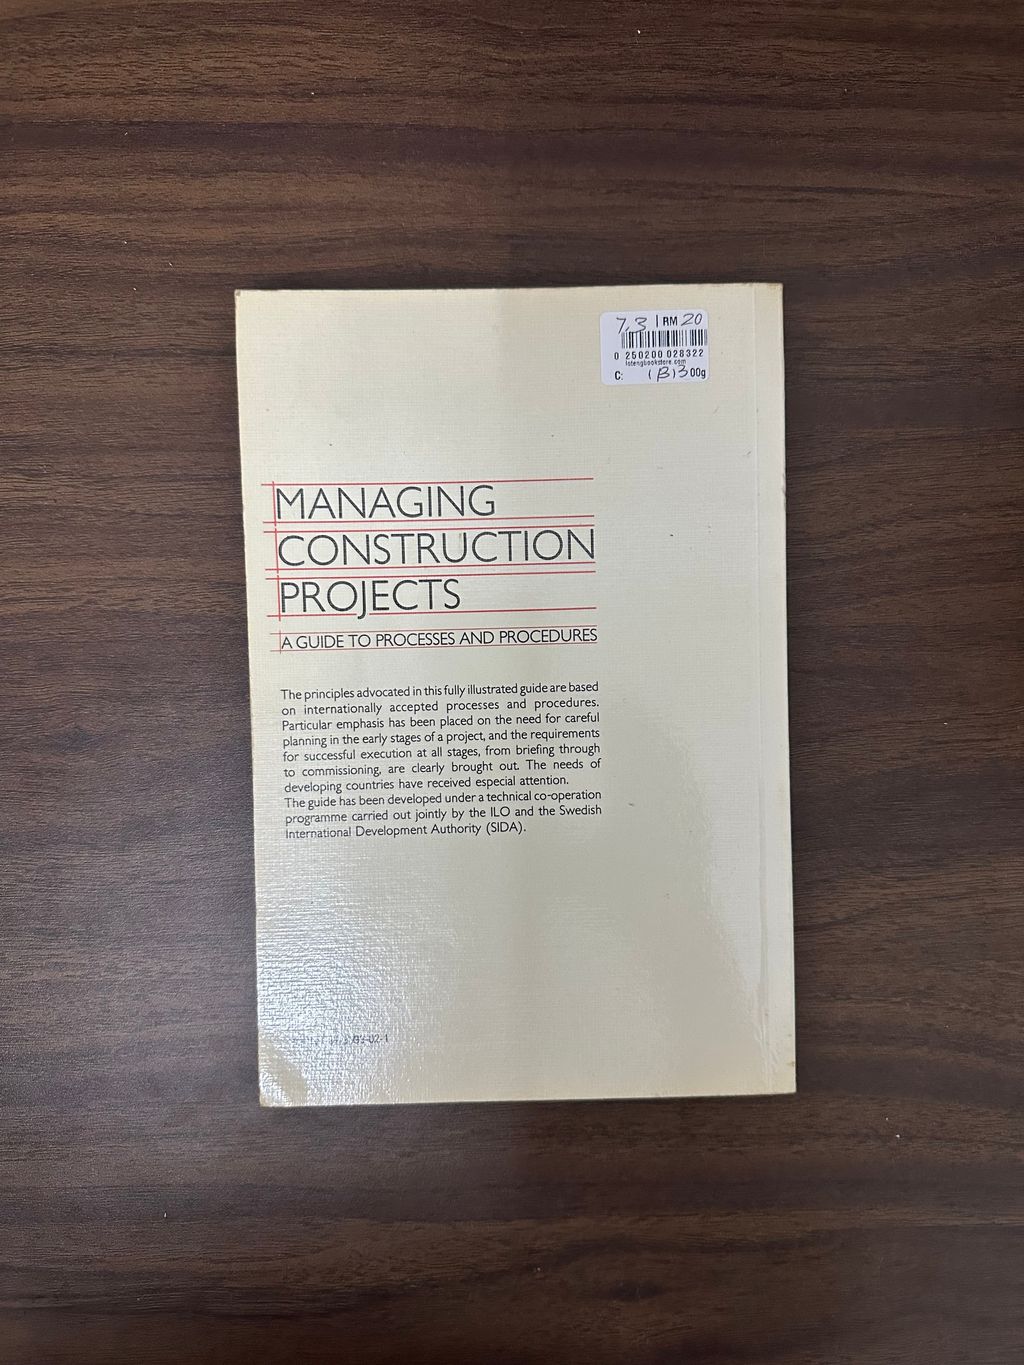 7.3 | RM 20
0 250200 028322
lotengbookstore.com
C: (B) 300g
MANAGING
CONSTRUCTION
PROJECTS
A GUIDE TO PROCESSES AND PROCEDURES
The principles advocated in this fully illustrated guide are based
on internationally accepted processes and procedures.
Particular emphasis has been placed on the need for careful
planning in the early stages of a project, and the requirements
for successful execution at all stages, from briefing through
to commissioning, are clearly brought out. The needs of
developing countries have received especial attention.
The guide has been developed under a technical co-operation
programme carried out jointly by the ILO and the Swedish
International Development Authority (SIDA).